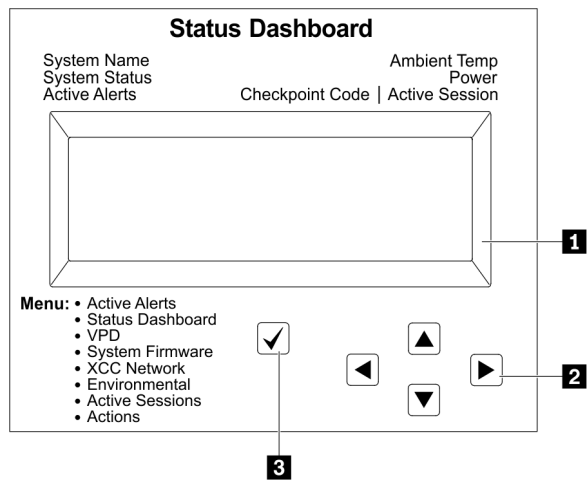 Status Dashboard
System Name
System Status
Active Alerts
Ambient Temp
Power
Checkpoint Code | Active Session
1
Menu: • Active Alerts
• Status Dashboard
• VPD
• System Firmware
• XCC Network
• Environmental
• Active Sessions
• Actions
2
3